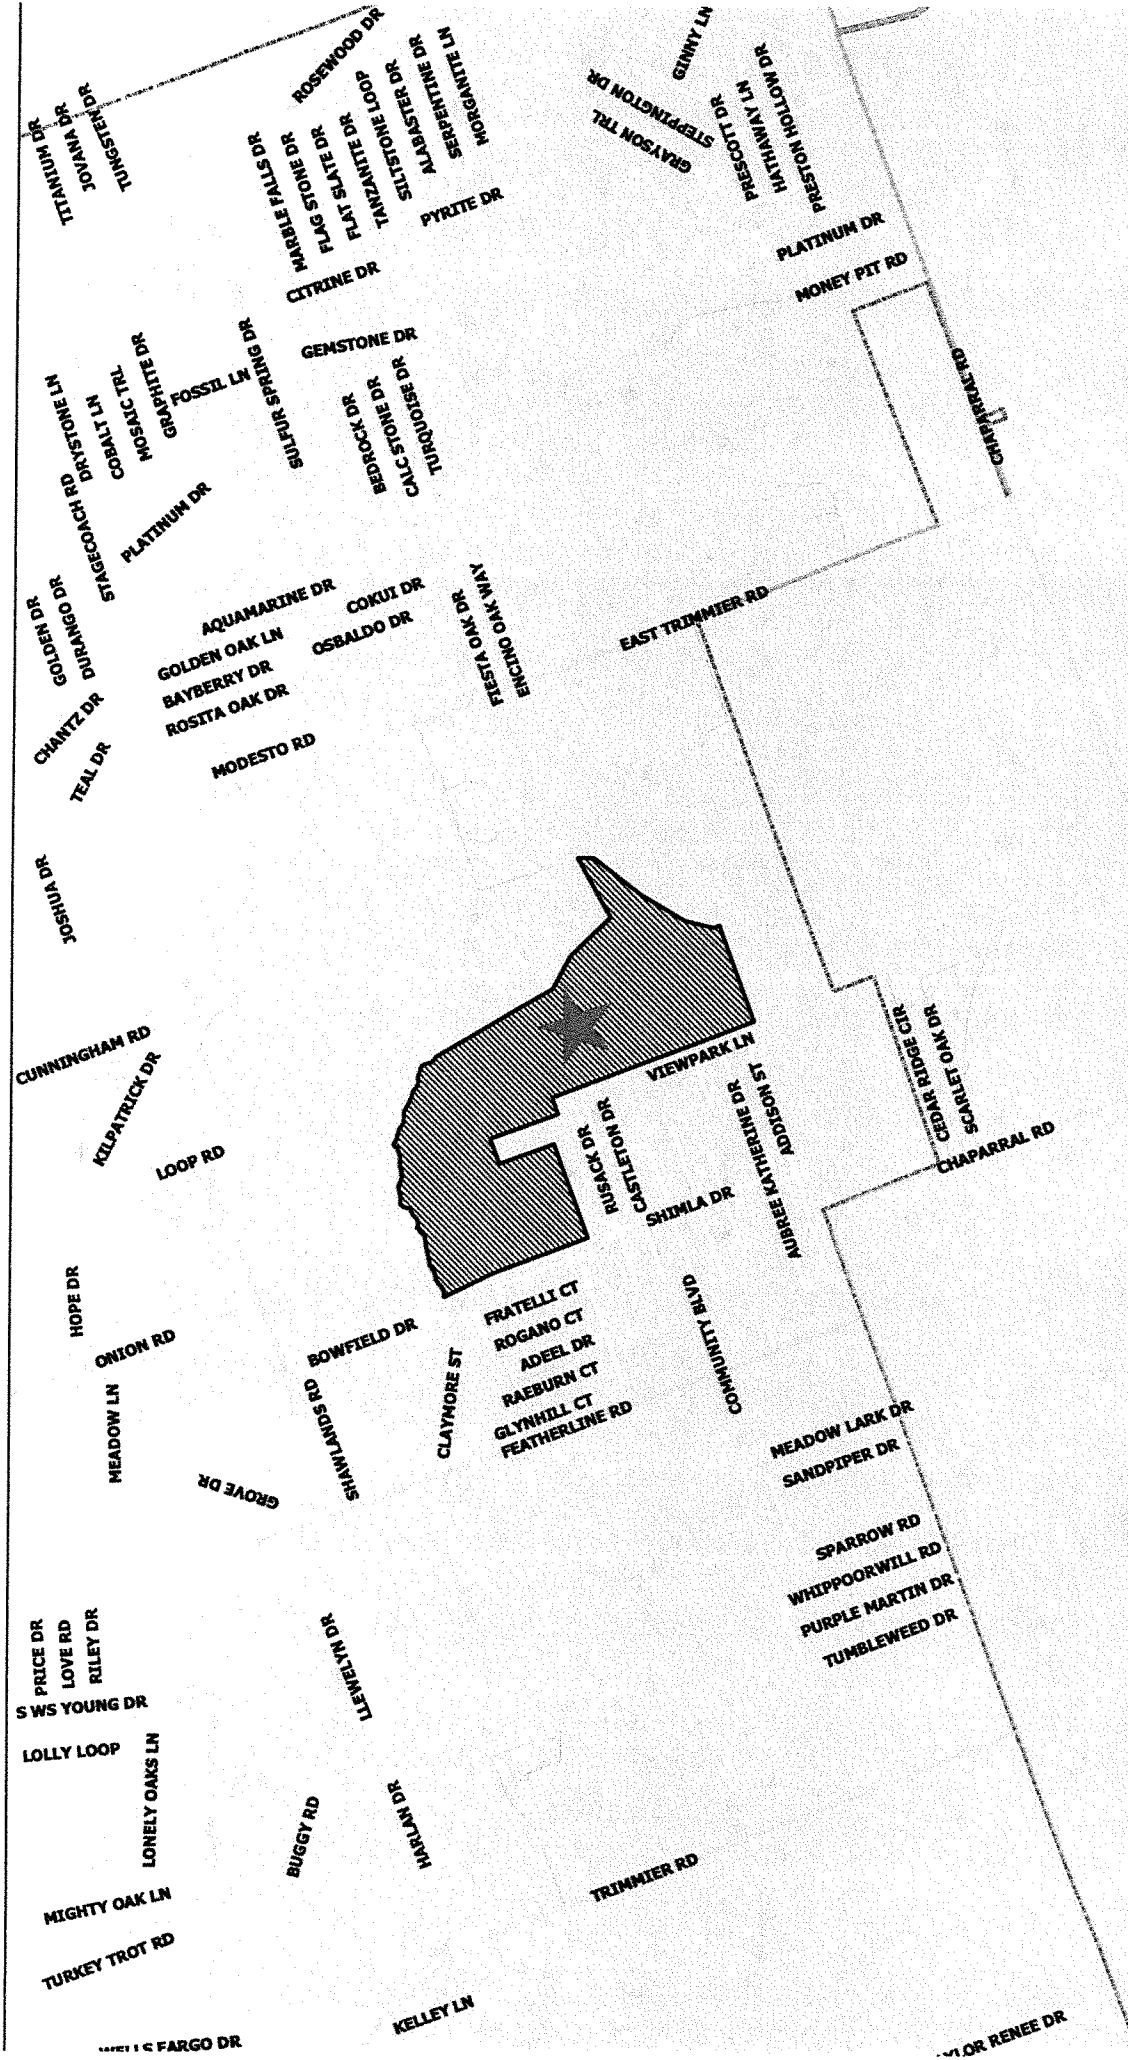 ROSEWOOD DR
GINNY LN
STEPPINGTON DR
GRAYSON TRL
PRESCOTT DR
HATHAWAY LN
PRESTON HOLLOW DR
TITANIUM DR
JOVANA DR
TUNGSTEN DR
MARBLE FALLS DR
FLAG STONE DR
FLAT SLATE DR
TANZANITE DR
SILTSTONE LOOP
ALABASTER DR
SERPENTINE DR
MORGANITE LN
PYRITE DR
CITRINE DR
PLATINUM DR
MONEY PIT RD
GEMSTONE DR
SULFUR SPRING DR
FOSSIL LN
GRAPHITE DR
MOSAIC TRL
COBALT LN
DRYSTONE LN
STAGECOACH RD
BEDROCK DR
CALC STONE DR
TURQUOISE DR
CHAPARRAL RD
PLATINUM DR
GOLDEN DR
DURANGO DR
AQUAMARINE DR
COKUI DR
GOLDEN OAK LN
OSBALDO DR
BAYBERRY DR
ROSITA OAK DR
FIESTA OAK DR
ENCINO OAK WAY
EAST TRIMMIER RD
CHANTZ DR
TEAL DR
MODESTO RD
JOSHUA DR
CUNNINGHAM RD
KILPATRICK DR
LOOP RD
VIEWPARK LN
RUSACK DR
CASTLETON DR
AUBREE KATHERINE DR
ADDISON ST
CEDAR RIDGE CIR
SCARLET OAK DR
CHAPARRAL RD
SHIMLA DR
HOPE DR
ONION RD
MEADOW LN
BOWFIELD DR
FRATELLI CT
ROGANO CT
ADEEL DR
RAEBURN CT
GLYNHILL CT
FEATHERLINE RD
COMMUNITY BLVD
CLAYMORE ST
SHAWLANDS RD
GROVE DR
MEADOW LARK DR
SANDPIPER DR
SPARROW RD
WHIPPOORWILL RD
PURPLE MARTIN DR
TUMBLEWEED DR
PRICE DR
LOVE RD
RILEY DR
S WS YOUNG DR
LOLLY LOOP
LONELY OAKS LN
LLEWELYN DR
BUGGY RD
HARLAN DR
TRIMMIER RD
MIGHTY OAK LN
TURKEY TROT RD
KELLEY LN
WELLS FARGO DR
YLOR RENEE DR